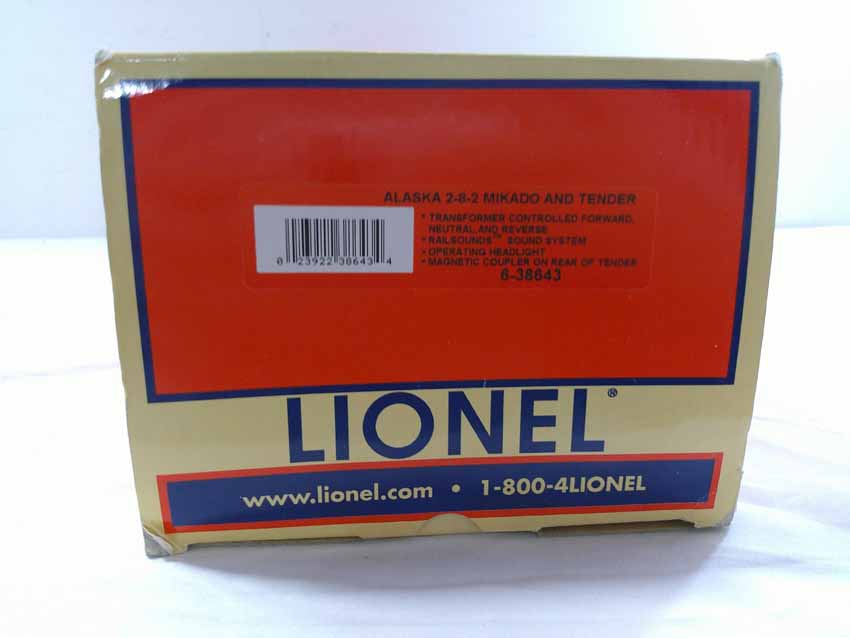 ALASKA 2-8-2 MIKADO AND TENDER
• TRANSFORMER CONTROLLED FORWARD,
NEUTRAL, AND REVERSE
• RAILSOUNDS™ SOUND SYSTEM
• OPERATING HEADLIGHT
• MAGNETIC COUPLER ON REAR OF TENDER
6-38643
0 23922 38643 4
LIONEL®
www.lionel.com • 1-800-4LIONEL